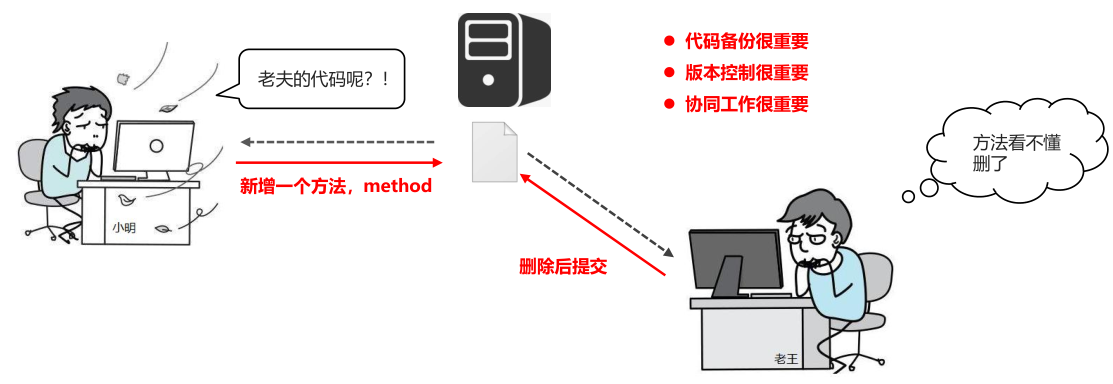 老夫的代码呢？！
● 代码备份很重要
● 版本控制很重要
● 协同工作很重要
方法看不懂
删了
新增一个方法，method
小明
删除后提交
老王